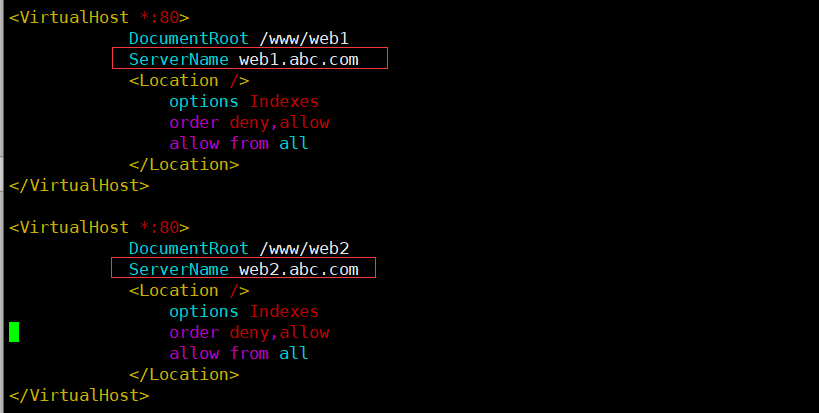 <VirtualHost *:80>
DocumentRoot /www/web1
ServerName web1.abc.com
<Location />
options Indexes
order deny,allow
allow from all
</Location>
</VirtualHost>
<VirtualHost *:80>
DocumentRoot /www/web2
ServerName web2.abc.com
<Location />
options Indexes
order deny,allow
allow from all
</Location>
</VirtualHost>